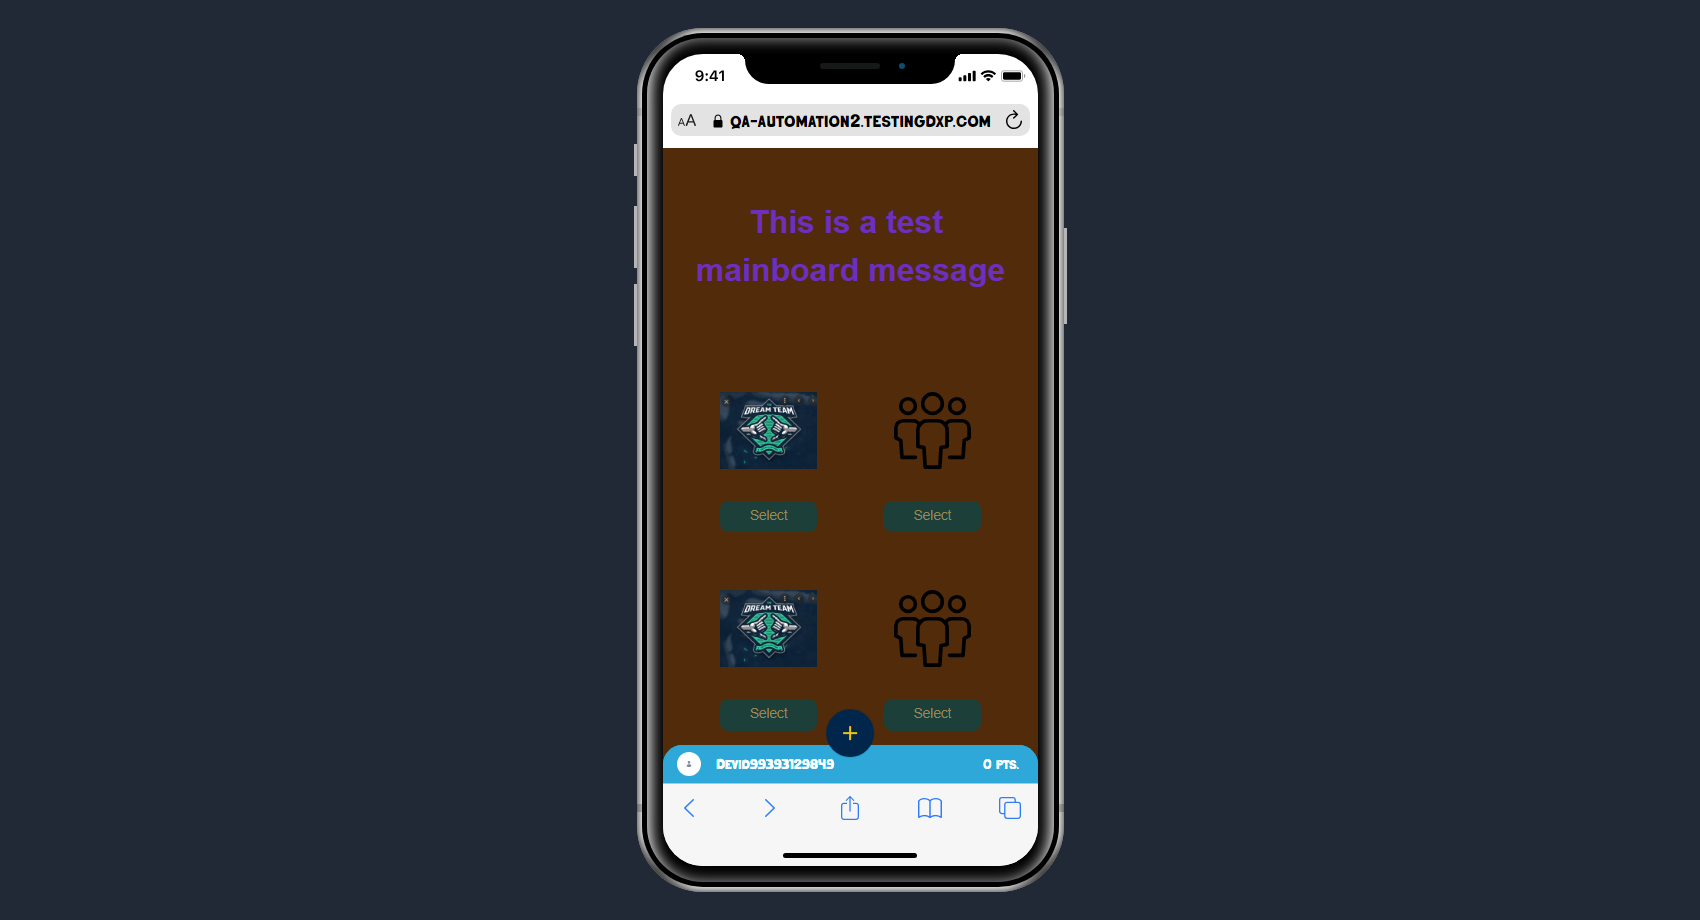 9:41
AA QA-AUTOMATION2.TESTINGDXP.COM
This is a test
mainboard message
DREAM TEAM
Select Select
DREAM TEAM
Select Select
+
Devid99393129849 0 PTS.